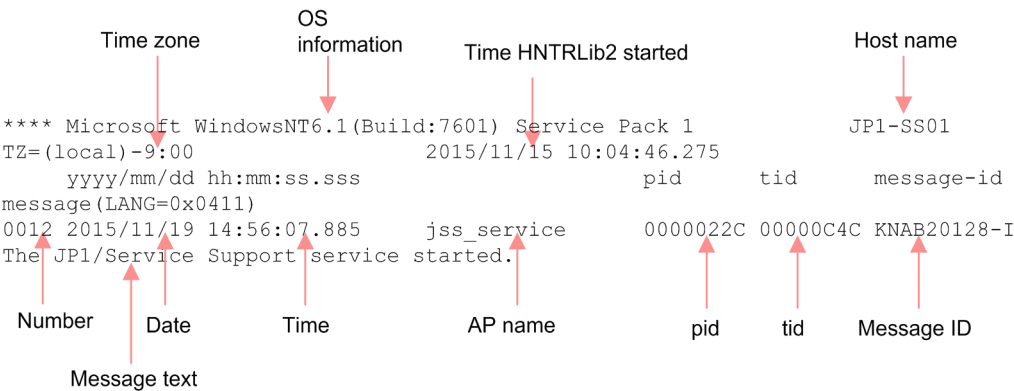 OS
information
Time zone
Time HNTRLib2 started
Host name
**** Microsoft WindowsNT6.1(Build:7601) Service Pack 1 JP1-SS01
TZ=(local)-9:00 2015/11/15 10:04:46.275
yyyy/mm/dd hh:mm:ss.sss pid tid message-id
message(LANG=0x0411)
0012 2015/11/19 14:56:07.885 jss_service 0000022C 00000C4C KNAB20128-I
The JP1/Service Support service started.
Number Date Time AP name pid tid Message ID
Message text